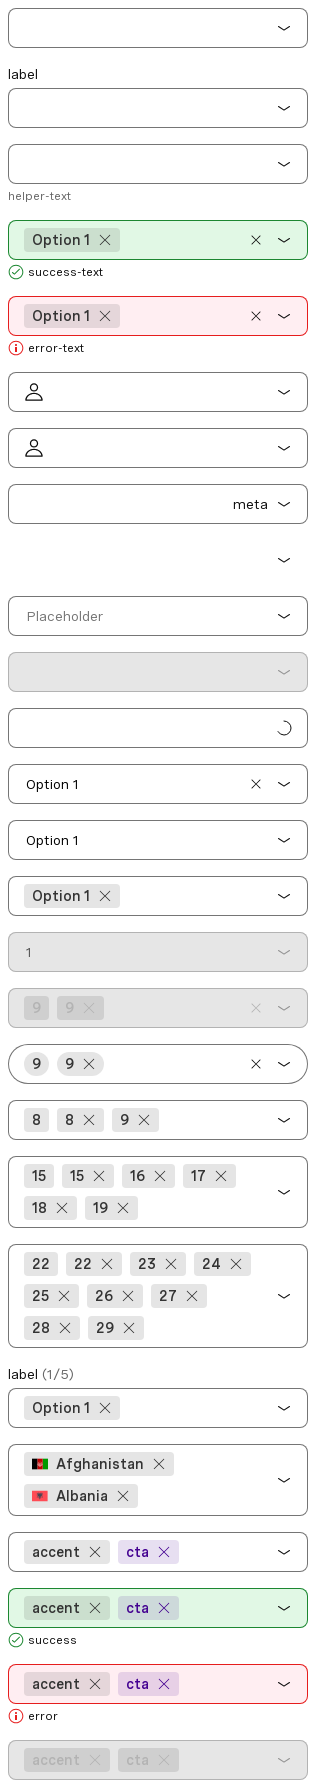 label
helper-text
Option 1
success-text
Option 1
error-text
meta
Placeholder
Option 1
Option 1
Option 1
1
9 9
9 9
8 8 9
15 15 16 17
18 19
22 22 23 24
25 26 27
28 29
label (1/5)
Option 1
Afghanistan
Albania
accent cta
accent cta
success
accent cta
error
accent cta